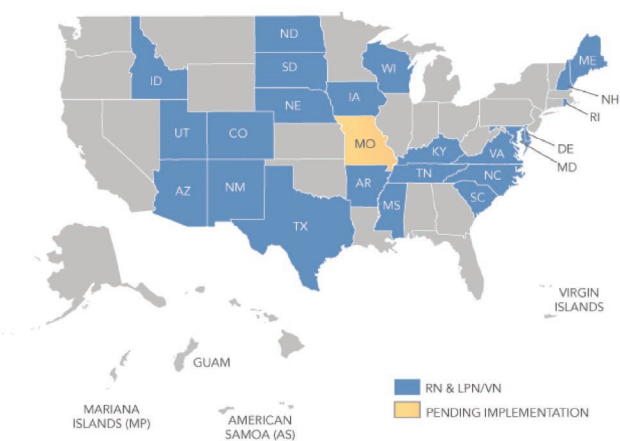 ND
ME
ID
SD
WI
NH
NE
IA
RI
UT
CO
MO
KY
VA
DE
MD
AZ
NM
AR
TN
NC
SC
MS
TX
VIRGIN
ISLANDS
GUAM
RN & LPN/VN
PENDING IMPLEMENTATION
MARIANA
ISLANDS (MP)
AMERICAN
SAMOA (AS)